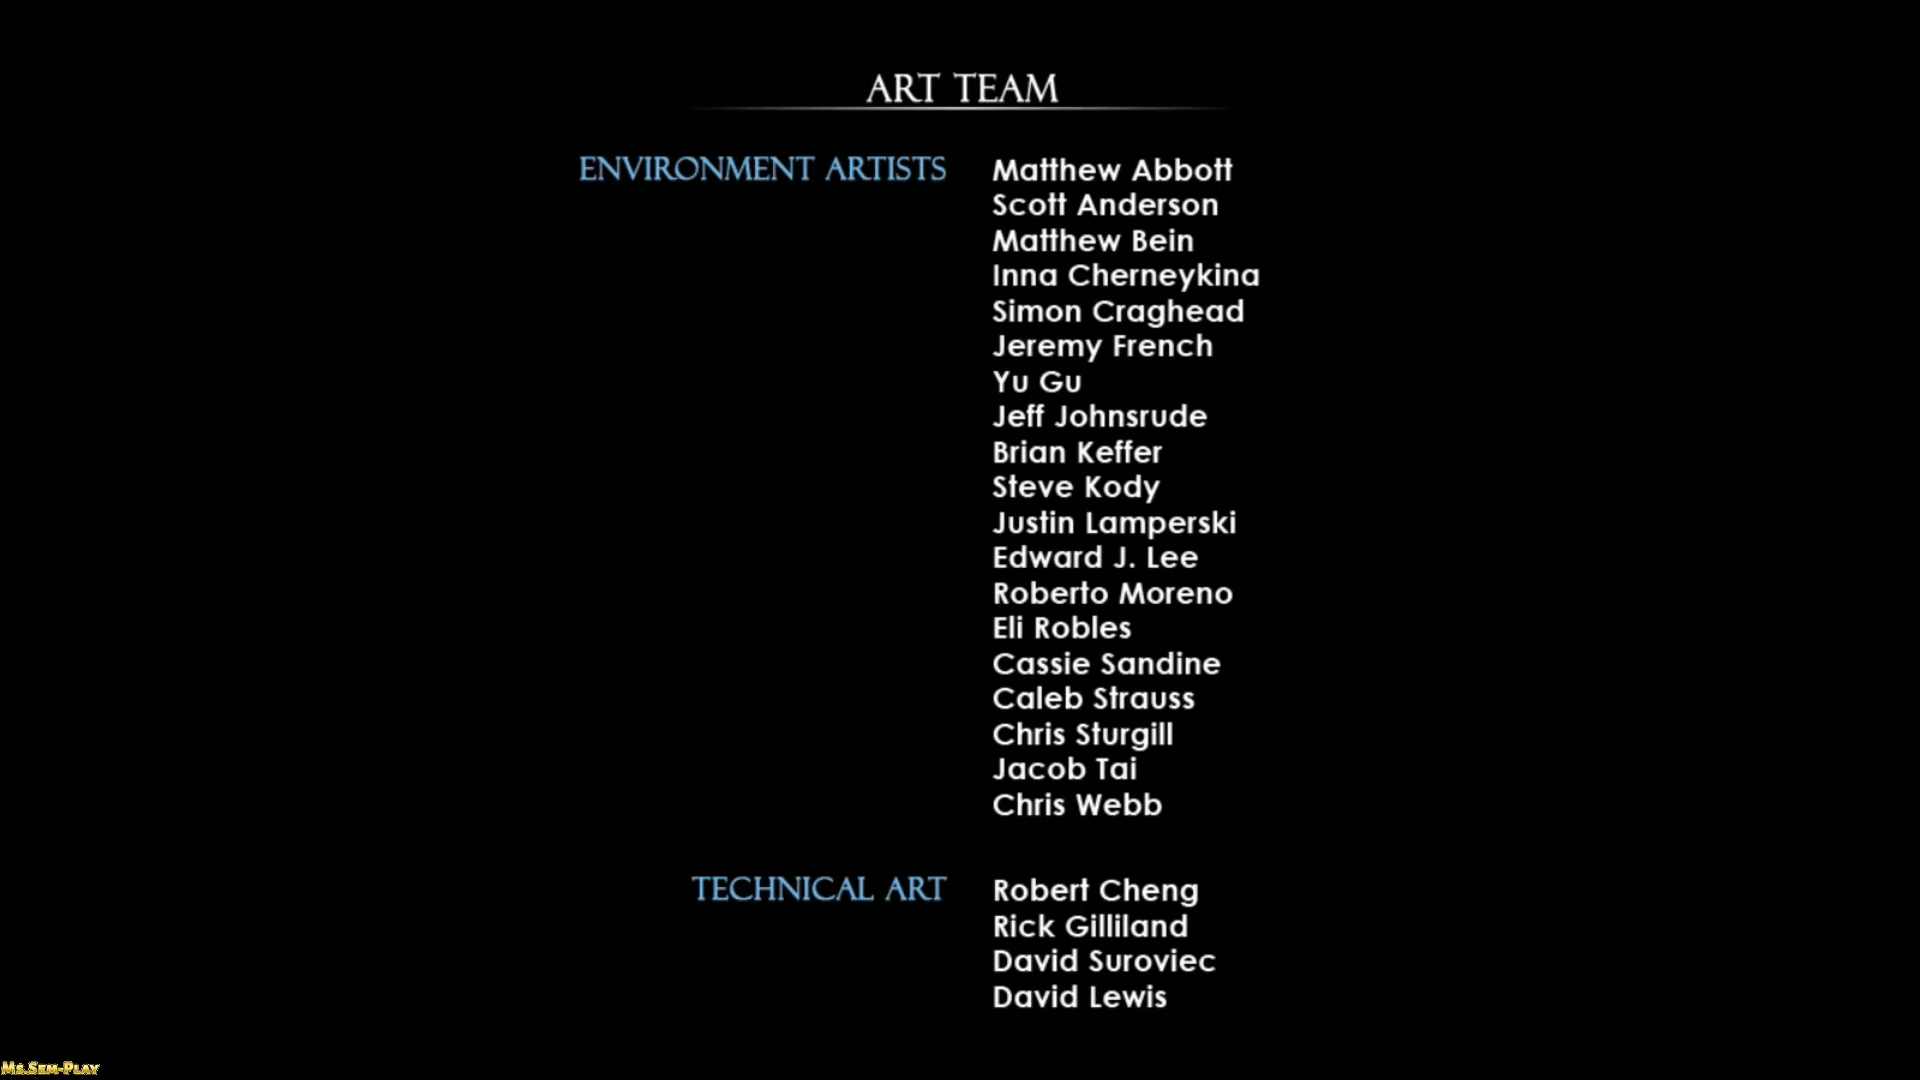 ART TEAM
ENVIRONMENT ARTISTS Matthew Abbott
Scott Anderson
Matthew Bein
Inna Cherneykina
Simon Craghead
Jeremy French
Yu Gu
Jeff Johnsrude
Brian Keffer
Steve Kody
Justin Lamperski
Edward J. Lee
Roberto Moreno
Eli Robles
Cassie Sandine
Caleb Strauss
Chris Sturgill
Jacob Tai
Chris Webb
TECHNICAL ART Robert Cheng
Rick Gilliland
David Suroviec
David Lewis
Ms.Sem-Play